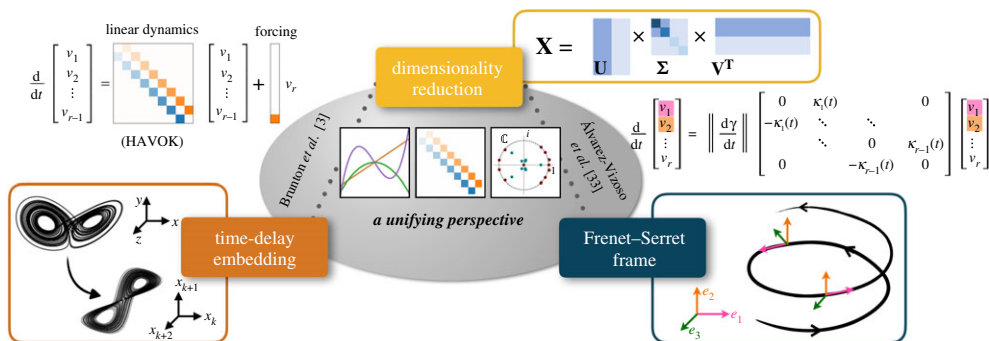 linear dynamics
forcing
d/dt [v₁ v₂ ⋮ vᵣ₋₁] = [v₁ v₂ ⋮ vᵣ₋₁] + vᵣ
(HAVOK)
dimensionality
reduction
X = U × Σ × Vᵀ
d/dt [v₁ v₂ ⋮ vᵣ] = ‖dγ/dt‖ [0 κ₁(t) 0 −κ₁(t) ⋱ ⋱ ⋱ 0 κᵣ₋₁(t) 0 −κᵣ₋₁(t) 0] [v₁ v₂ ⋮ vᵣ]
Brunton et al. [3]
ℂ
i
1
Álvarez-Vizoso
et al. [33]
a unifying perspective
time-delay
embedding
y
x
z
xₖ₊₁
xₖ
xₖ₊₂
Frenet–Serret
frame
e₂
e₁
e₃